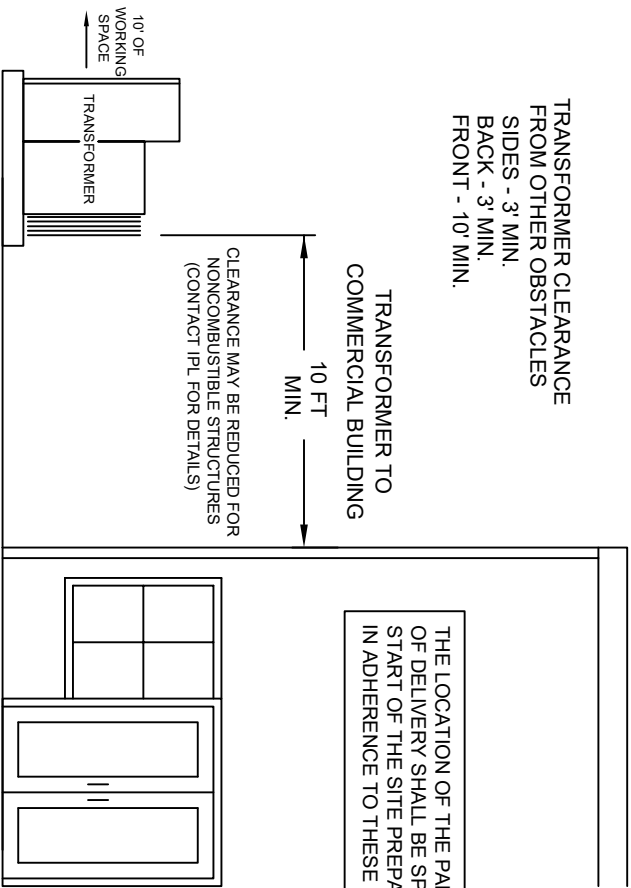 TRANSFORMER CLEARANCE
FROM OTHER OBSTACLES
SIDES - 3' MIN.
BACK - 3' MIN.
FRONT - 10' MIN.
TRANSFORMER TO
COMMERCIAL BUILDING
10 FT
MIN.
CLEARANCE MAY BE REDUCED FOR
NONCOMBUSTIBLE STRUCTURES
(CONTACT IPL FOR DETAILS)
10' OF
WORKING
SPACE
TRANSFORMER
THE LOCATION OF THE
OF DELIVERY SHALL BE
START OF THE SITE
IN ADHERENCE TO THESE